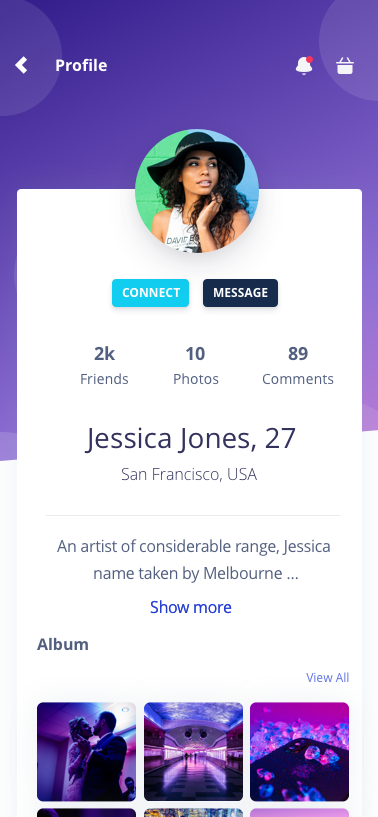 Profile
DAVID B
CONNECT
MESSAGE
2k
10
89
Friends
Photos
Comments
Jessica Jones, 27
San Francisco, USA
An artist of considerable range, Jessica
name taken by Melbourne ...
Show more
Album
View All